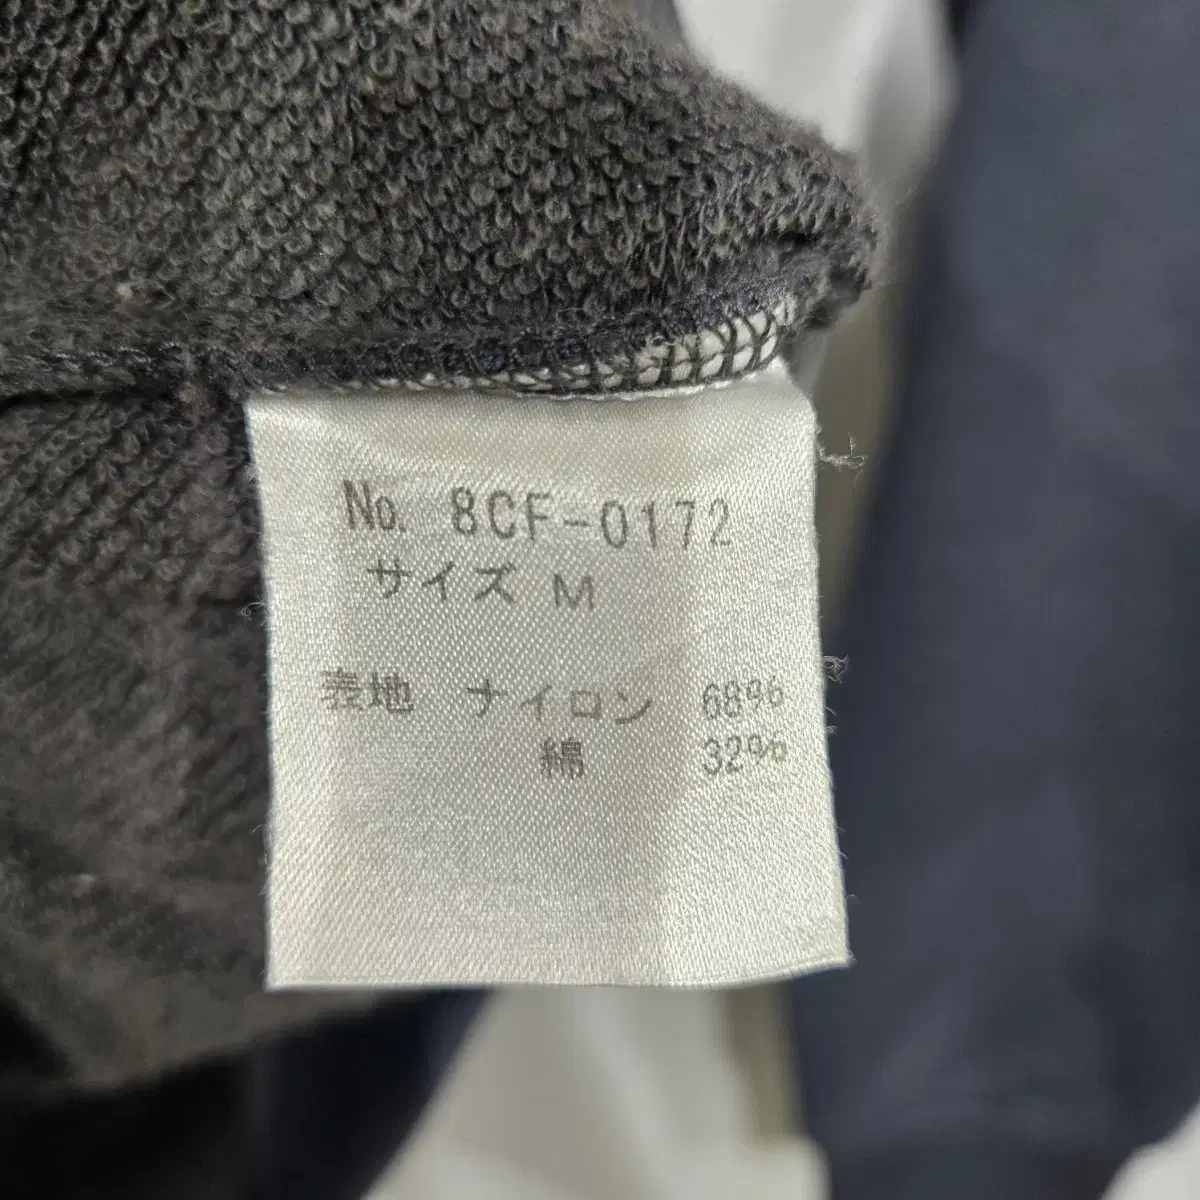 No. 8CF-0172
サイズ M
表地 ナイロン 68%
綿 32%